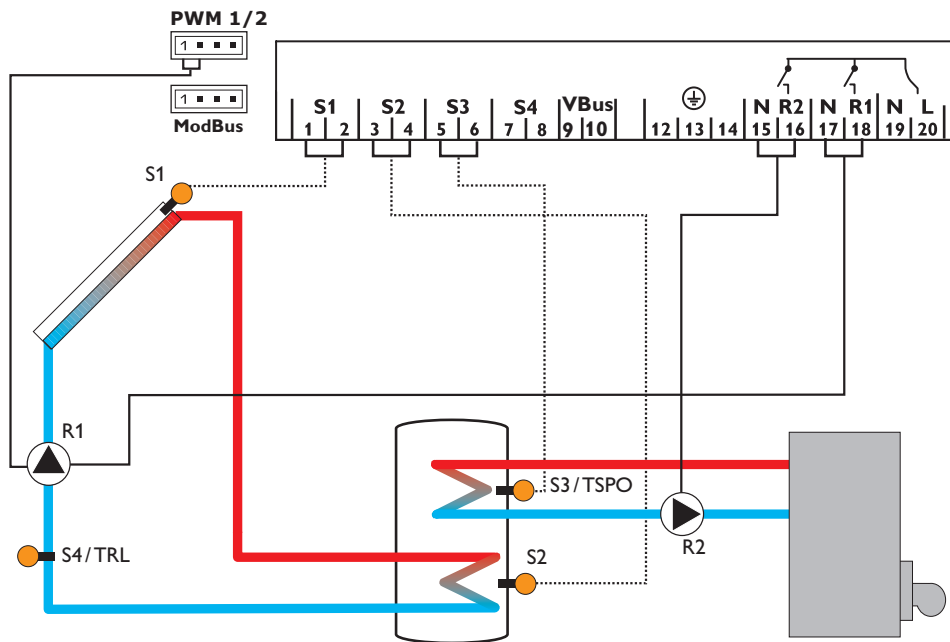 PWM 1/2
1
1
ModBus
S1 S2 S3 S4 VBus N R2 N R1 N L
1 2 3 4 5 6 7 8 9 10 12 13 14 15 16 17 18 19 20
S1
R1
S3/TSPO
S4/TRL
S2
R2